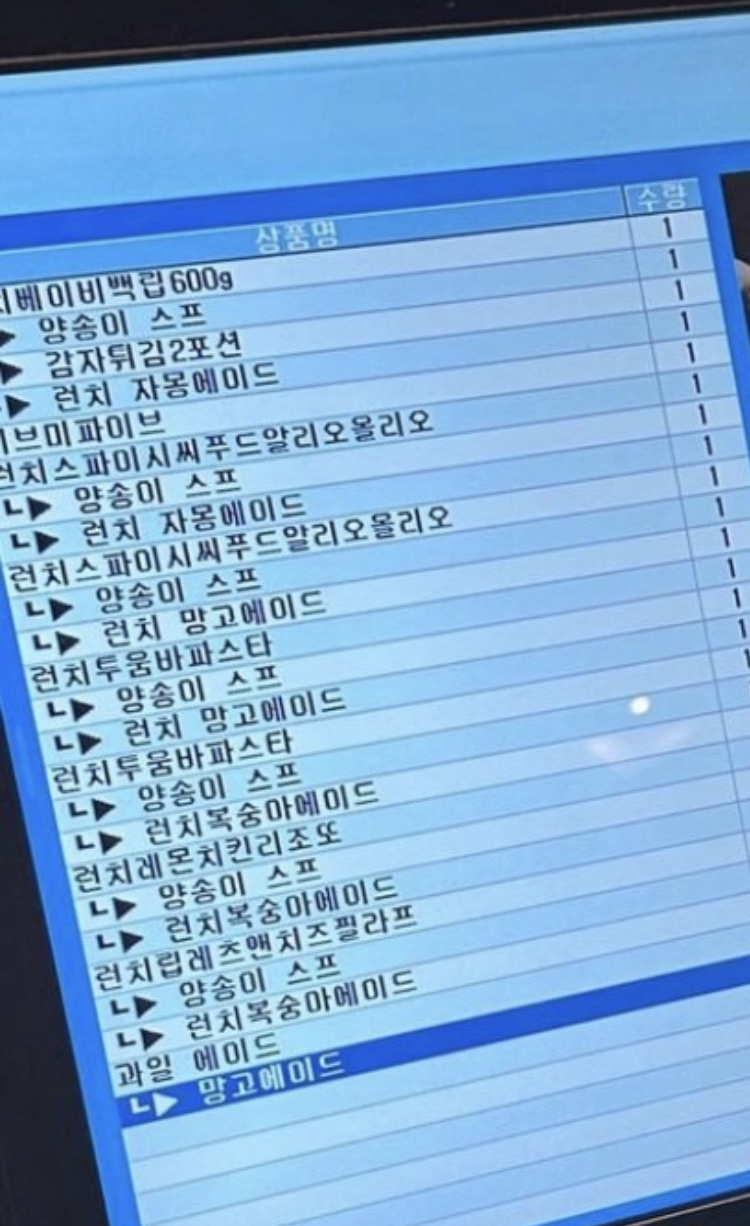 상품명 수량
베이비백립600g 1
▶ 양송이 스프 1
▶ 감자튀김2포션 1
▶ 런치 자몽에이드 1
브미파이브 1
런치스파이시씨푸드알리오올리오 1
┗▶ 양송이 스프 1
┗▶ 런치 자몽에이드 1
런치스파이시씨푸드알리오올리오 1
┗▶ 양송이 스프 1
┗▶ 런치 망고에이드 1
런치투움바파스타 1
┗▶ 양송이 스프 1
┗▶ 런치 망고에이드 1
런치투움바파스타
┗▶ 양송이 스프
┗▶ 런치복숭아에이드
런치레몬치킨리조또
┗▶ 양송이 스프
┗▶ 런치복숭아에이드
런치립레츠앤치즈필라프
┗▶ 양송이 스프
┗▶ 런치복숭아에이드
과일 에이드
┗▶ 망고에이드